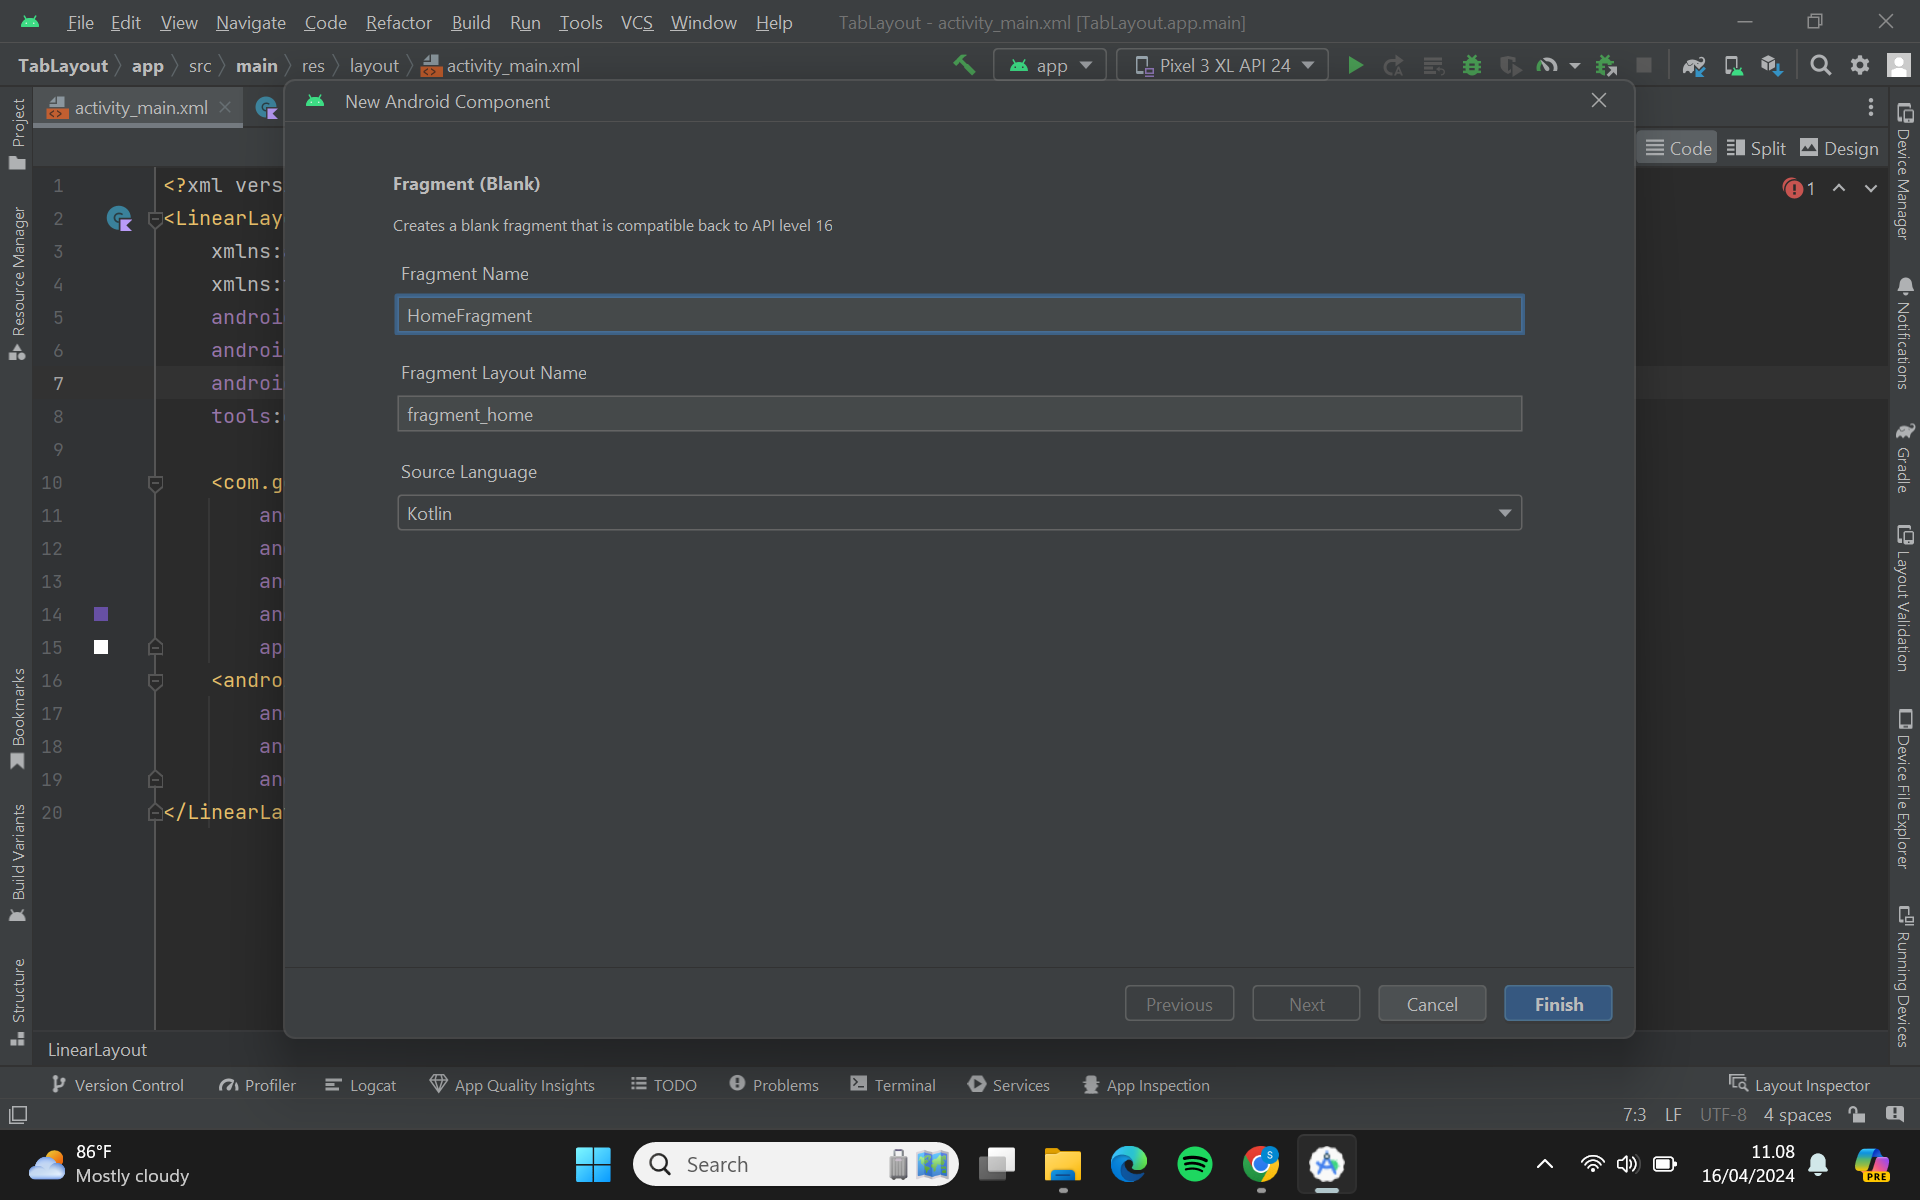 File Edit View Navigate Code Refactor Build Run Tools VCS Window Help TabLayout - activity_main.xml [TabLayout.app.main]
TabLayout app src main res layout activity_main.xml app Pixel 3 XL API 24
activity_main.xml
New Android Component
Code Split Design
Fragment (Blank)
Creates a blank fragment that is compatible back to API level 16
Fragment Name
HomeFragment
Fragment Layout Name
fragment_home
Source Language
Kotlin
Previous Next Cancel Finish
1 <?xml vers
2 <LinearLay
3 xmlns:
4 xmlns:
5 androi
6 androi
7 androi
8 tools:
9
10 <com.g
11 an
12 an
13 an
14 an
15 ap
16 <andro
17 an
18 an
19 an
20 </LinearLa
1
Project
Resource Manager
Bookmarks
Build Variants
Structure
Device Manager
Notifications
Gradle
Layout Validation
Device File Explorer
Running Devices
LinearLayout
Version Control Profiler Logcat App Quality Insights TODO Problems Terminal Services App Inspection Layout Inspector
7:3 LF UTF-8 4 spaces
86°F
Mostly cloudy
Search
S
11.08
16/04/2024
PRE